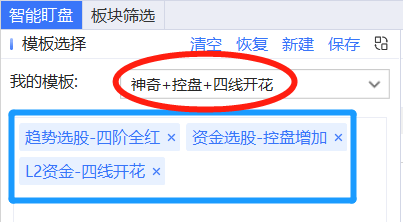 智能盯盘 板块筛选
模板选择 清空 恢复 新建 保存
我的模板: 神奇+控盘+四线开花
趋势选股-四阶全红 × 资金选股-控盘增加 ×
L2资金-四线开花 ×